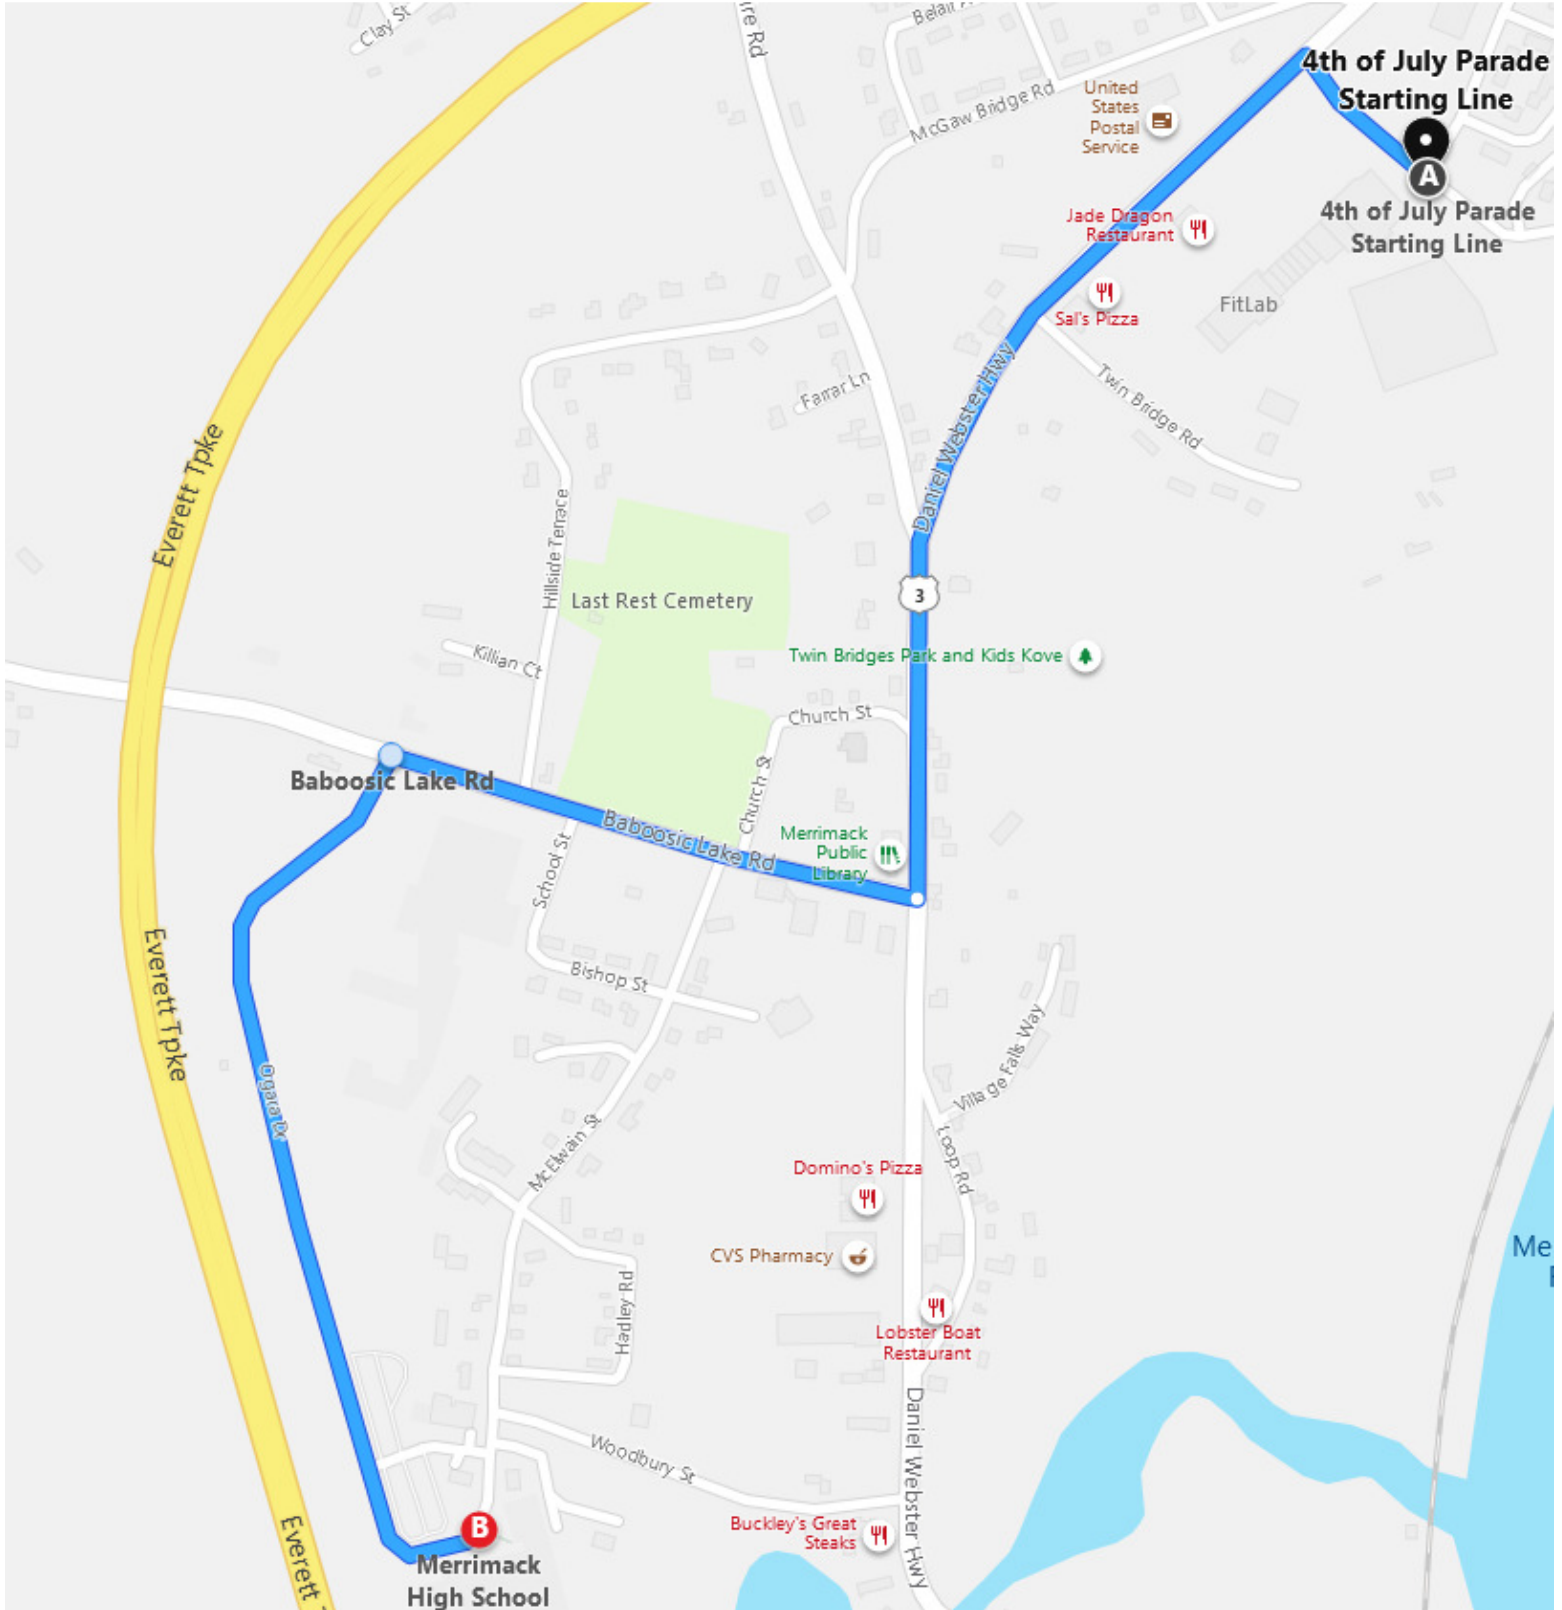 Clay St
Belair
McGaw Bridge Rd
United
States
Postal
Service
4th of July Parade
Starting Line
A
4th of July Parade
Starting Line
Jade Dragon
Restaurant
Sal's Pizza
FitLab
Twin Bridge Rd
Farrar Ln
Daniel Webster Hwy
Everett Tpke
Hillside Terrace
Last Rest Cemetery
3
Killian Ct
Twin Bridges Park and Kids Kove
Church St
Baboosic Lake Rd
Church St
Baboosic Lake Rd
Merrimack
Public
Library
School St
Bishop St
Everett Tpke
Ogara Dr
Village Falls Way
Loop Rd
McElwain St
Domino's Pizza
CVS Pharmacy
Hadley Rd
Lobster Boat
Restaurant
Me
Woodbury St
Daniel Webster Hwy
Buckley's Great
Steaks
B
Merrimack
High School
Everett